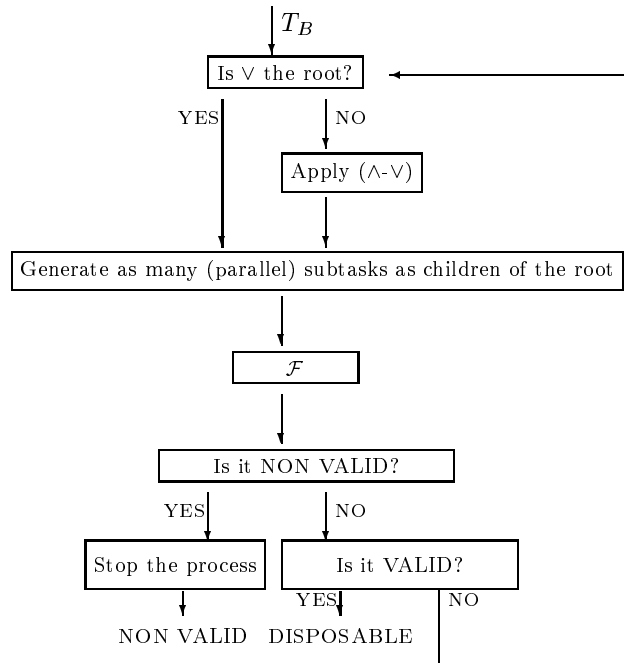 T_B
Is ∨ the root?
YES NO
Apply (∧-∨)
Generate as many (parallel) subtasks as children of the root
ℱ
Is it NON VALID?
YES NO
Stop the process Is it VALID?
YES NO
NON VALID DISPOSABLE